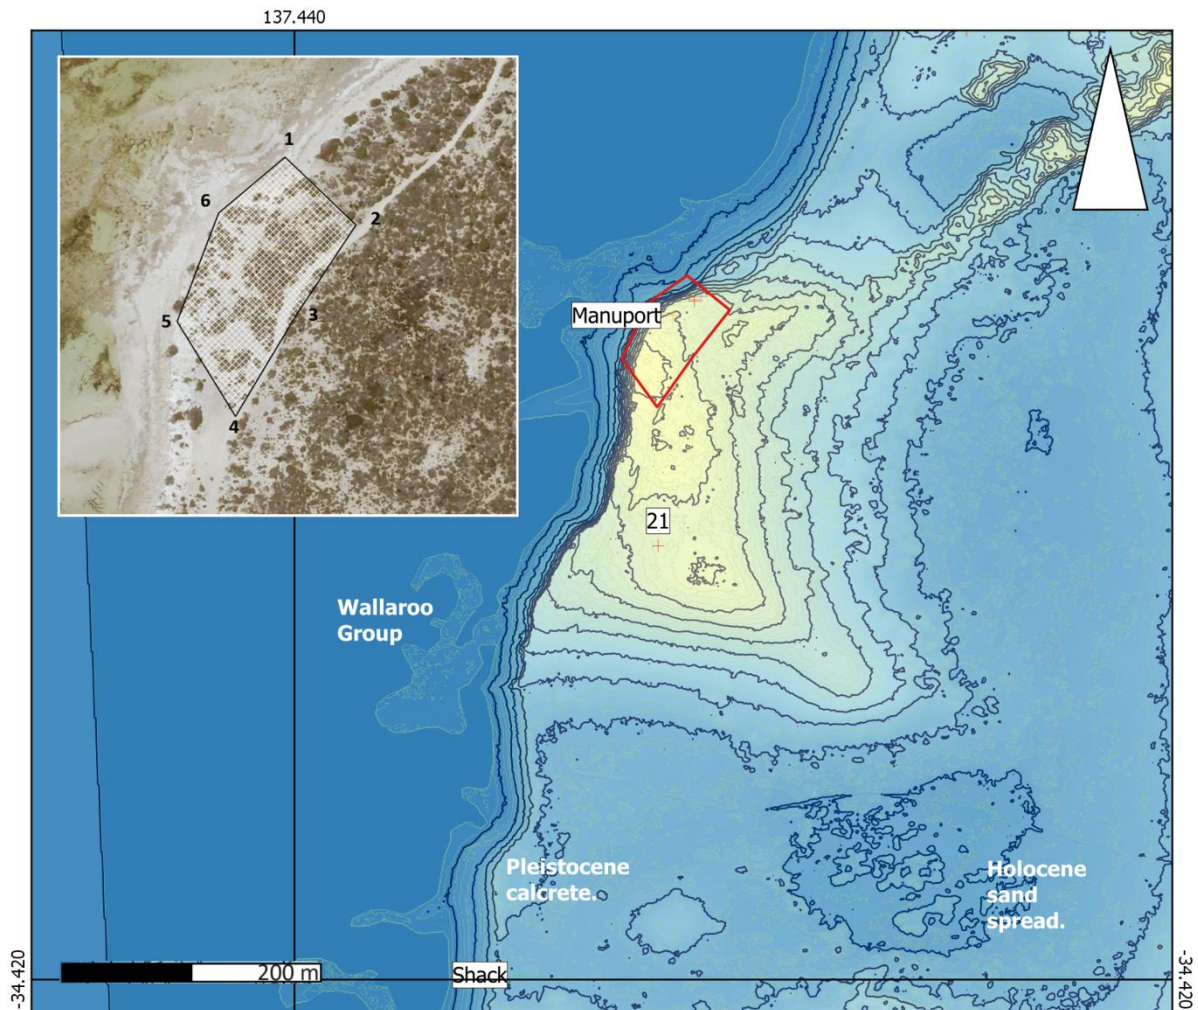 137.440
1
2
3
4
5
6
Manuport
21
Wallaroo
Group
Pleistocene
calcrete.
Holocene
sand
spread.
-34.420
200 m
Shack
-34.420